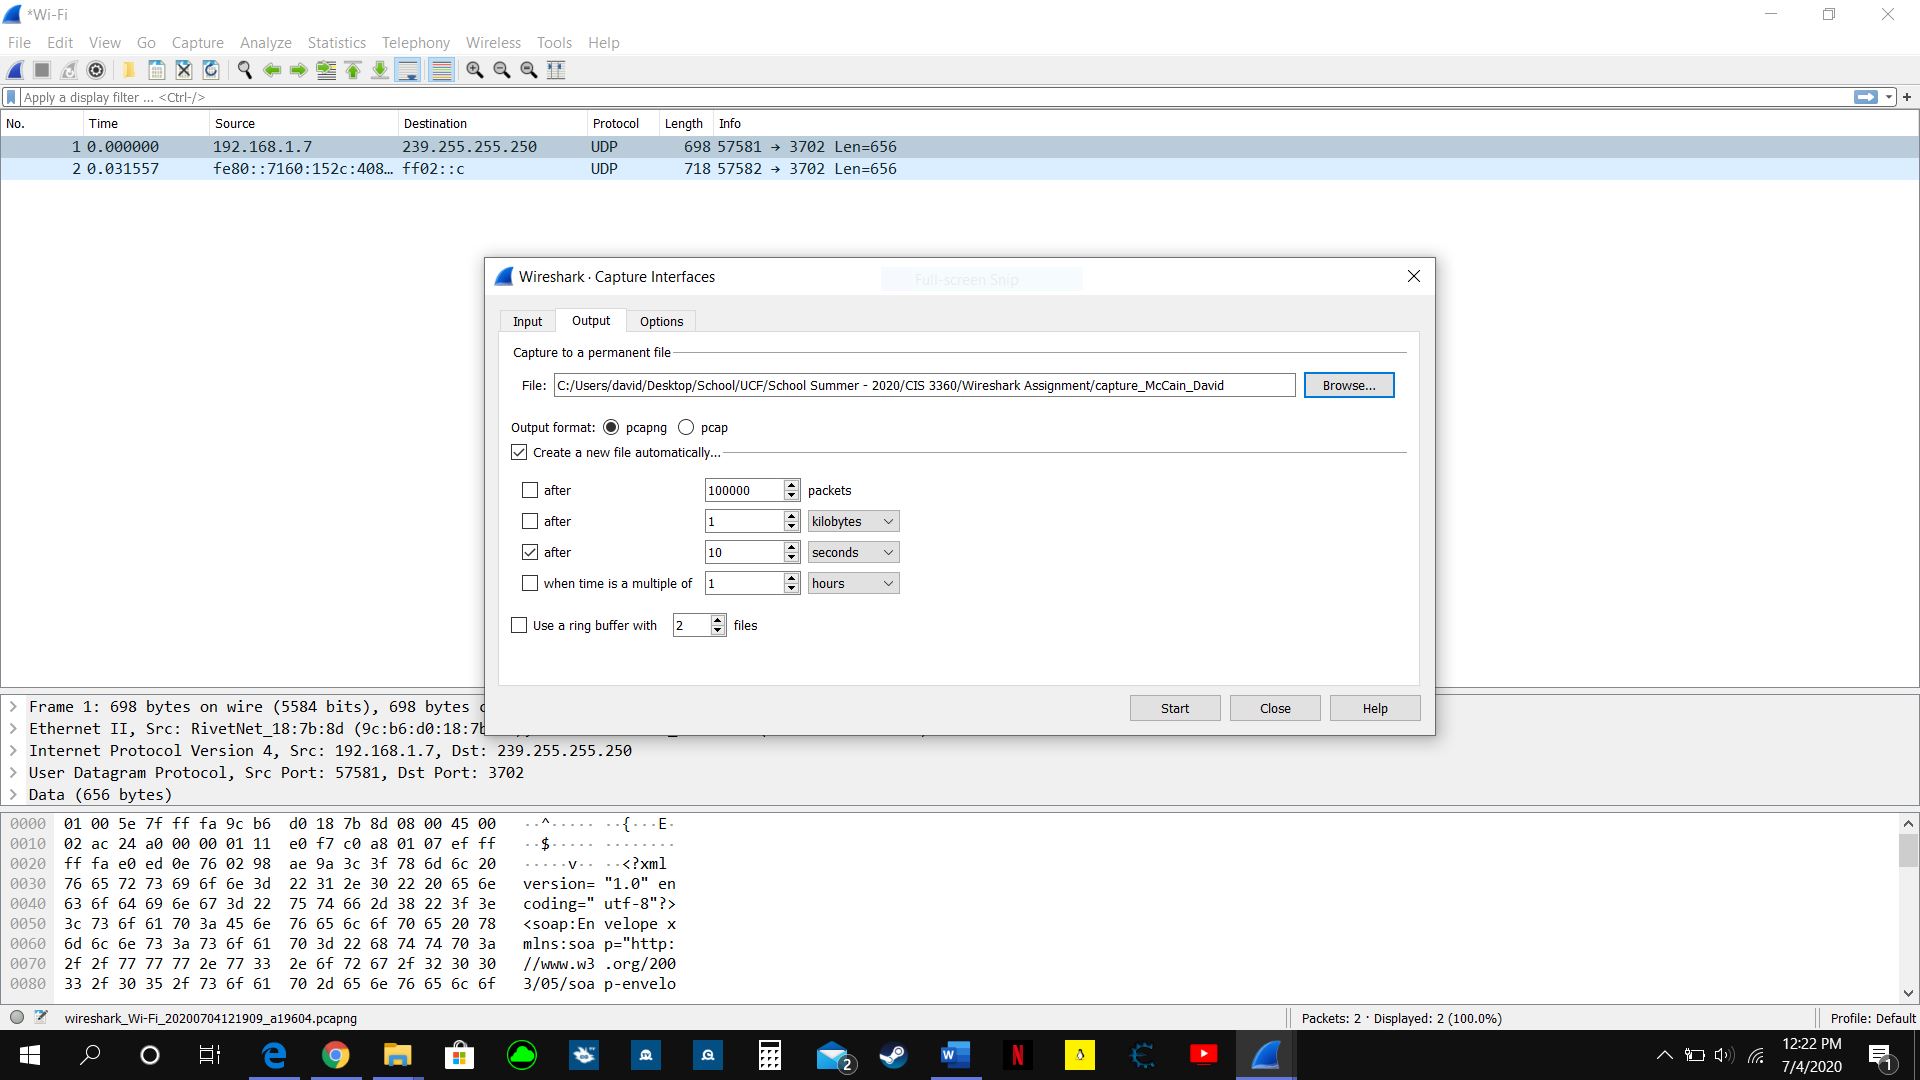 *Wi-Fi
File Edit View Go Capture Analyze Statistics Telephony Wireless Tools Help
Apply a display filter ... <Ctrl-/>
No. Time Source Destination Protocol Length Info
1 0.000000 192.168.1.7 239.255.255.250 UDP 698 57581 → 3702 Len=656
2 0.031557 fe80::7160:152c:408… ff02::c UDP 718 57582 → 3702 Len=656
Wireshark · Capture Interfaces
Full-screen Snip
Input Output Options
Capture to a permanent file
File: C:/Users/david/Desktop/School/UCF/School Summer - 2020/CIS 3360/Wireshark Assignment/capture_McCain_David Browse...
Output format: pcapng pcap
Create a new file automatically...
after 100000 packets
after 1 kilobytes
after 10 seconds
when time is a multiple of 1 hours
Use a ring buffer with 2 files
Start Close Help
Frame 1: 698 bytes on wire (5584 bits), 698 bytes
Ethernet II, Src: RivetNet_18:7b:8d (9c:b6:d0:18:7b
Internet Protocol Version 4, Src: 192.168.1.7, Dst: 239.255.255.250
User Datagram Protocol, Src Port: 57581, Dst Port: 3702
Data (656 bytes)
0000 01 00 5e 7f ff fa 9c b6 d0 18 7b 8d 08 00 45 00 ··^····· ··{···E·
0010 02 ac 24 a0 00 00 01 11 e0 f7 c0 a8 01 07 ef ff ··$····· ········
0020 ff fa e0 ed 0e 76 02 98 ae 9a 3c 3f 78 6d 6c 20 ·····v·· ··<?xml
0030 76 65 72 73 69 6f 6e 3d 22 31 2e 30 22 20 65 6e version= "1.0" en
0040 63 6f 64 69 6e 67 3d 22 75 74 66 2d 38 22 3f 3e coding=" utf-8"?>
0050 3c 73 6f 61 70 3a 45 6e 76 65 6c 6f 70 65 20 78 <soap:En velope x
0060 6d 6c 6e 73 3a 73 6f 61 70 3d 22 68 74 74 70 3a mlns:soa p="http:
0070 2f 2f 77 77 77 2e 77 33 2e 6f 72 67 2f 32 30 30 //www.w3 .org/200
0080 33 2f 30 35 2f 73 6f 61 70 2d 65 6e 76 65 6c 6f 3/05/soa p-envelo
wireshark_Wi-Fi_20200704121909_a19604.pcapng Packets: 2 · Displayed: 2 (100.0%) Profile: Default
2
12:22 PM
7/4/2020
1